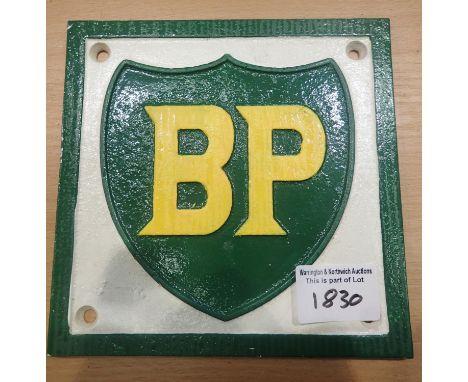 BP
Warrington & Northwich Auctions
This is part of Lot
1830